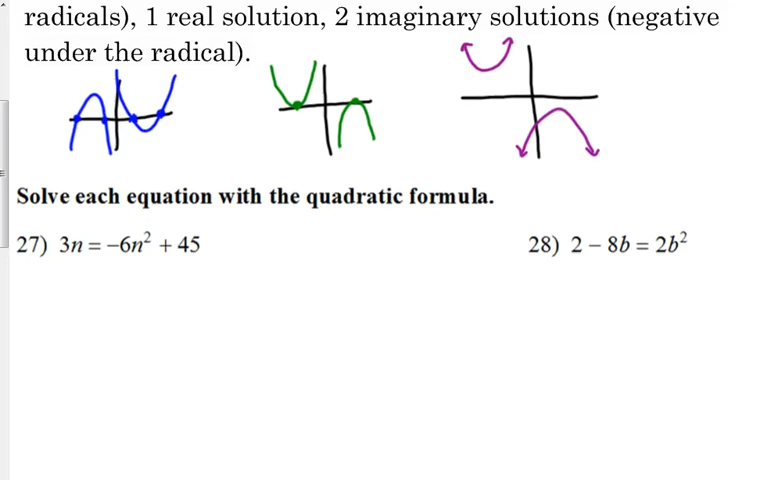 radicals), 1 real solution, 2 imaginary solutions (negative
under the radical).
Solve each equation with the quadratic formula.
27) 3n = −6n² + 45
28) 2 − 8b = 2b²